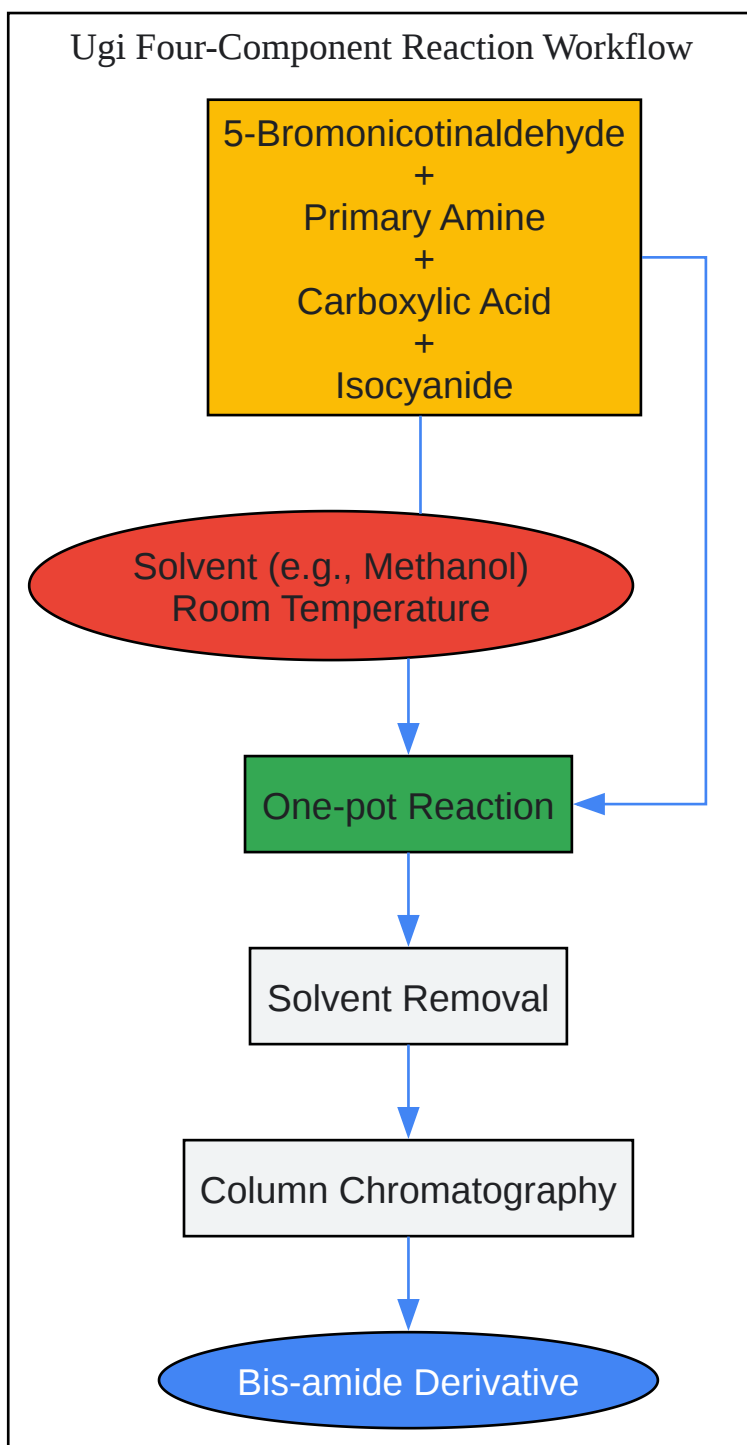 Ugi Four-Component Reaction Workflow
5-Bromonicotinaldehyde
+
Primary Amine
+
Carboxylic Acid
+
Isocyanide
Solvent (e.g., Methanol)
Room Temperature
One-pot Reaction
Solvent Removal
Column Chromatography
Bis-amide Derivative